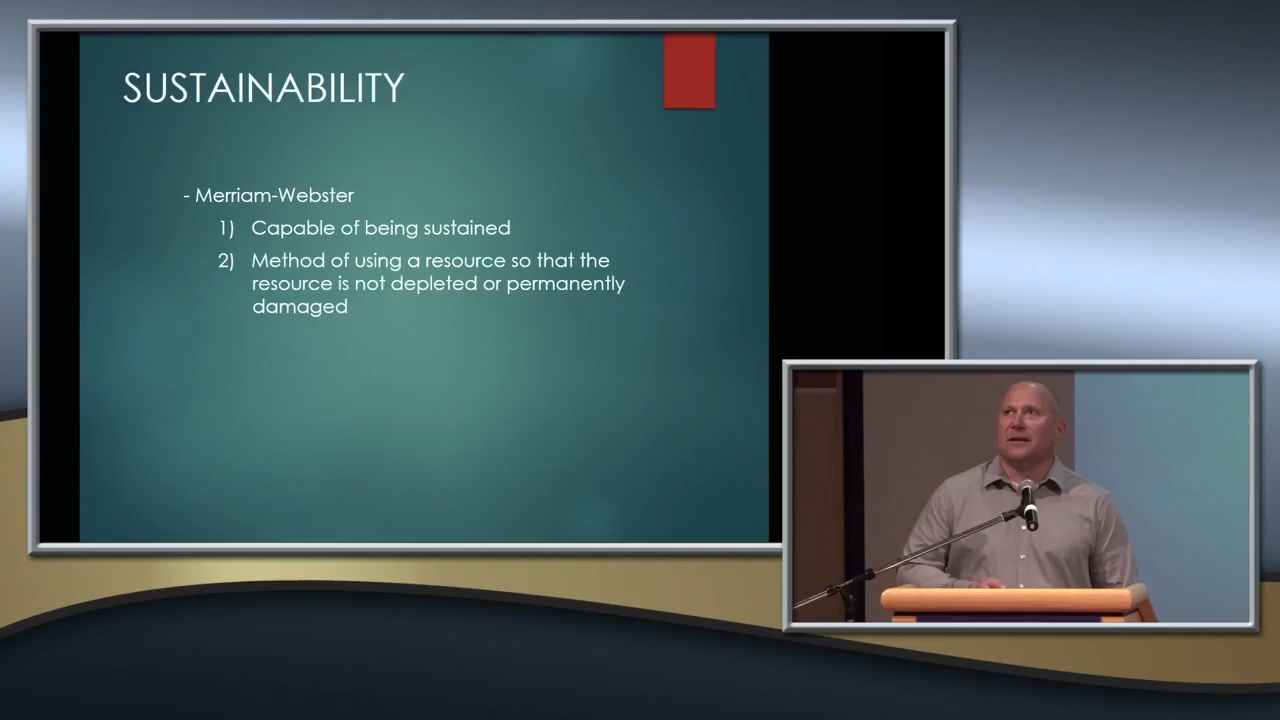 SUSTAINABILITY
- Merriam-Webster
1) Capable of being sustained
2) Method of using a resource so that the
resource is not depleted or permanently
damaged